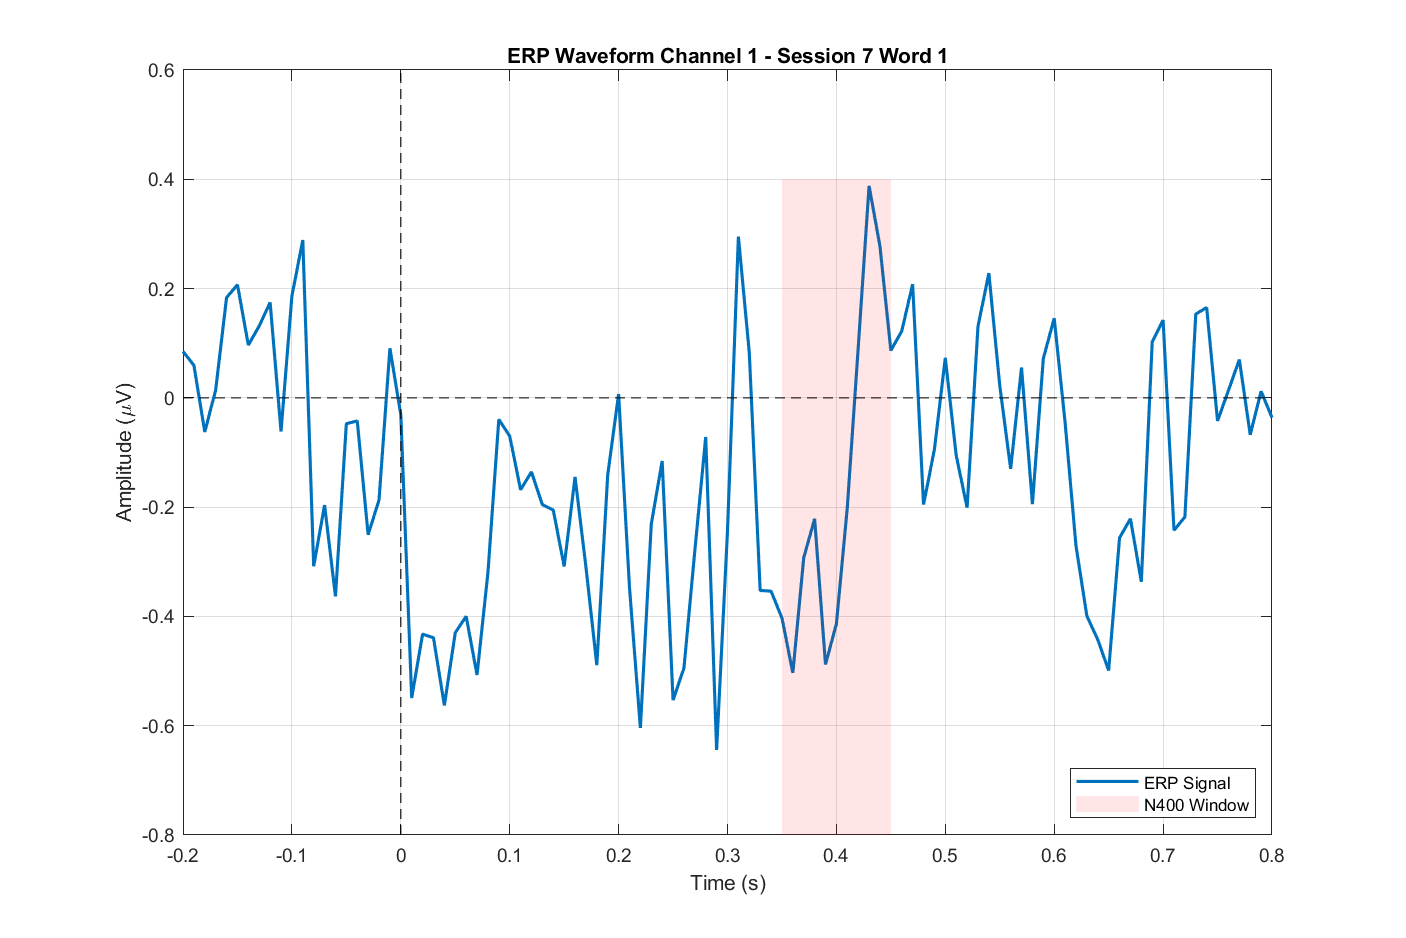 ERP Waveform Channel 1 - Session 7 Word 1
0.6
0.4
0.2
0
-0.2
-0.4
-0.6
-0.8
Amplitude (μV)
-0.2 -0.1 0 0.1 0.2 0.3 0.4 0.5 0.6 0.7 0.8
Time (s)
ERP Signal
N400 Window